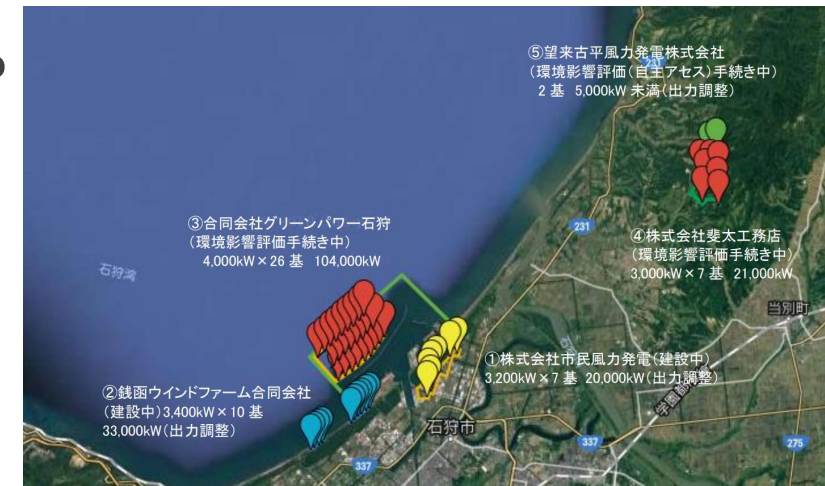 ⑤望来古平風力発電株式会社
(環境影響評価(自主アセス)手続き中)
2 基 5,000kW 未満(出力調整)
231
③合同会社グリーンパワー石狩
(環境影響評価手続き中)
4,000kW×26 基 104,000kW
231
④株式会社斐太工務店
(環境影響評価手続き中)
3,000kW×7 基 21,000kW
石狩湾
当別町
①株式会社市民風力発電(建設中)
3,200kW×7 基 20,000kW(出力調整)
②銭函ウインドファーム合同会社
(建設中)3,400kW×10 基
33,000kW(出力調整)
石狩市
337
337
275